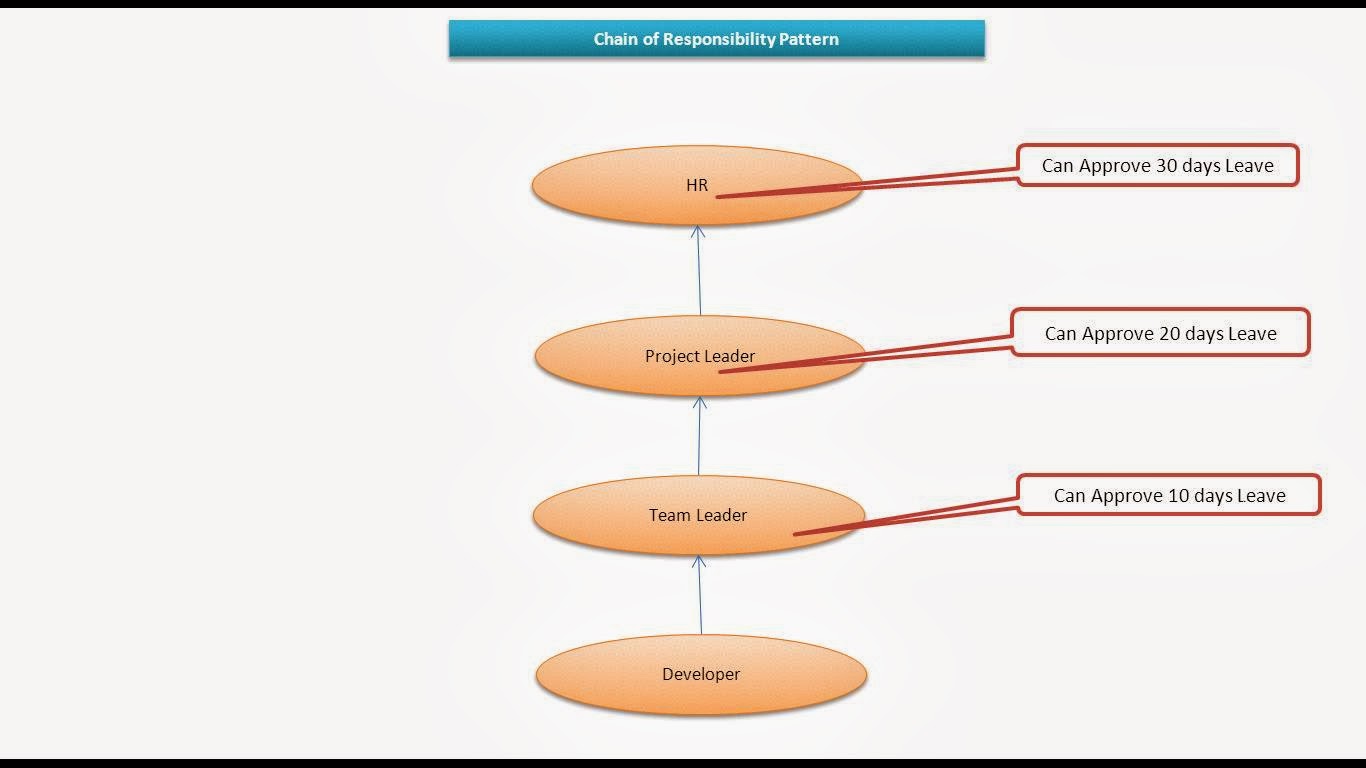 Chain of Responsibility Pattern
HR
Can Approve 30 days Leave
Project Leader
Can Approve 20 days Leave
Team Leader
Can Approve 10 days Leave
Developer